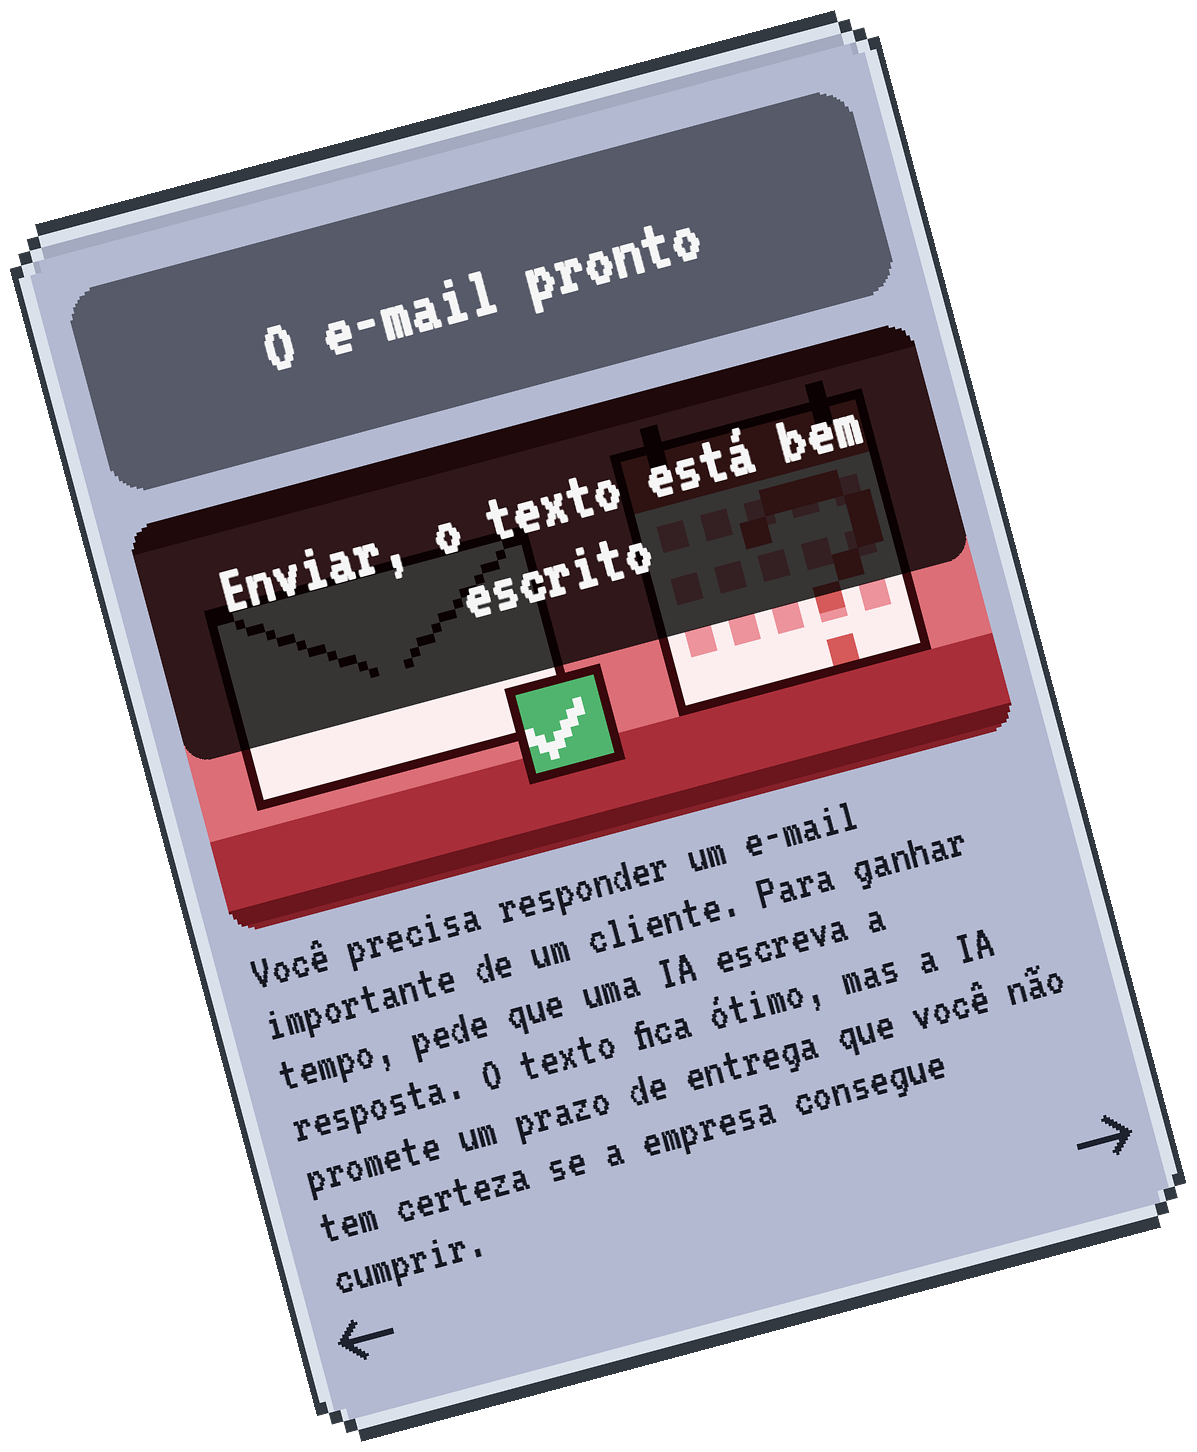 O e-mail pronto
Enviar, o texto está bem
escrito
Você precisa responder um e-mail
importante de um cliente. Para ganhar
tempo, pede que uma IA escreva a
resposta. O texto fica ótimo, mas a IA
promete um prazo de entrega que você não
tem certeza se a empresa consegue
cumprir.